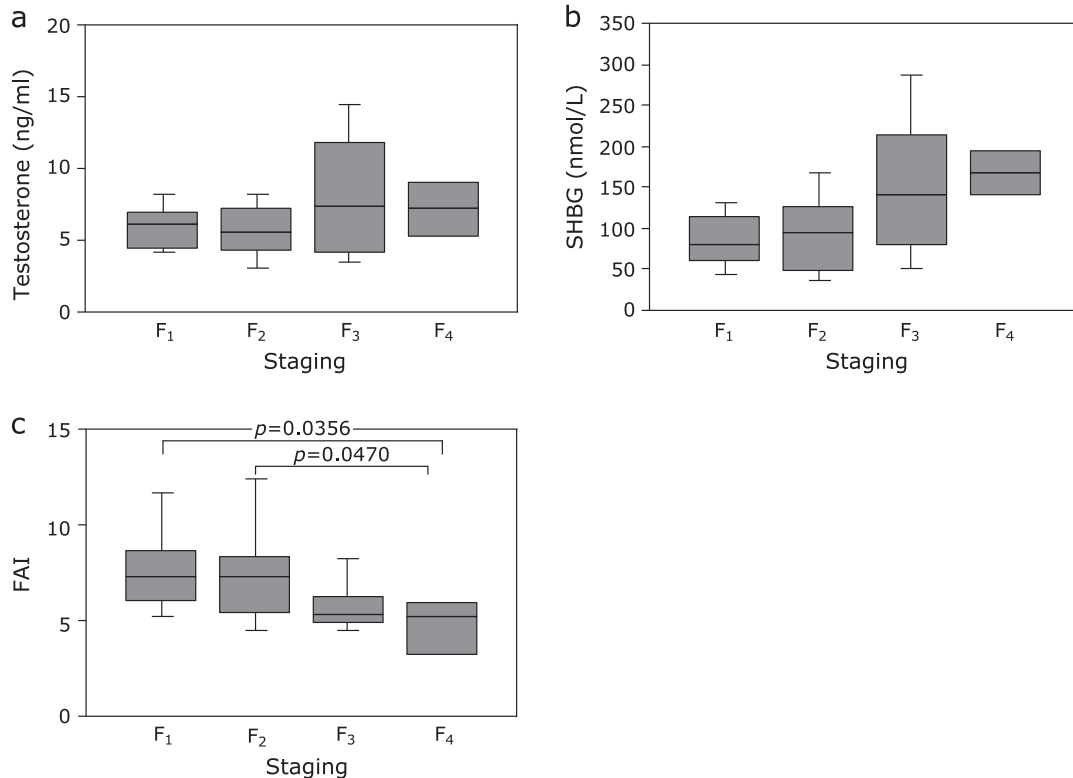 a
Testosterone (ng/ml)
20
15
10
5
0
F₁ F₂ F₃ F₄
Staging
b
SHBG (nmol/L)
350
300
250
200
150
100
50
0
F₁ F₂ F₃ F₄
Staging
c
FAI
15
10
5
0
p=0.0356
p=0.0470
F₁ F₂ F₃ F₄
Staging